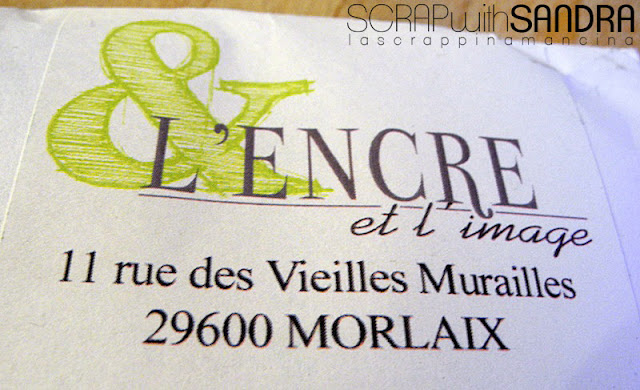 SCRAPwithSANDRA
lascrappinamancina
&
L'ENCRE
et l'image
11 rue des Vieilles Murailles
29600 MORLAIX